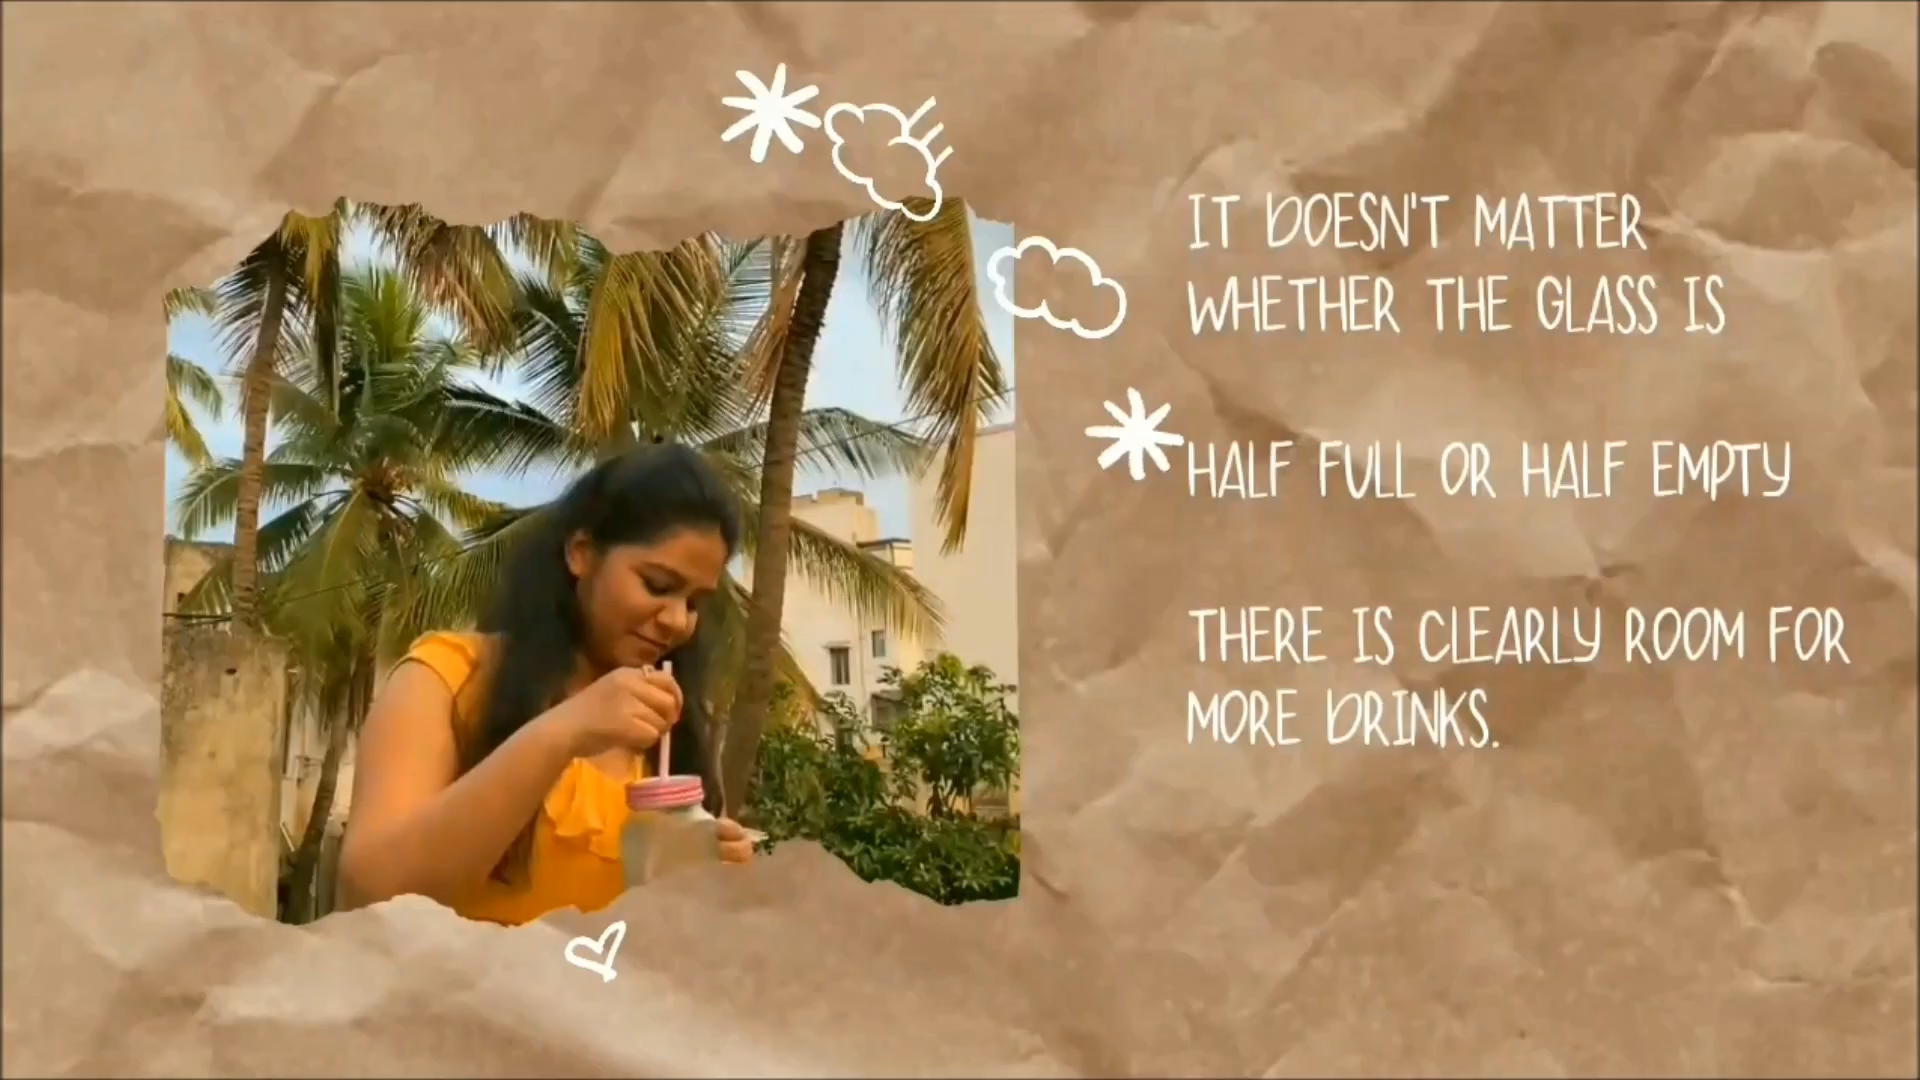 IT DOESN'T MATTER
WHETHER THE GLASS IS
HALF FULL OR HALF EMPTY
THERE IS CLEARLY ROOM FOR
MORE DRINKS.